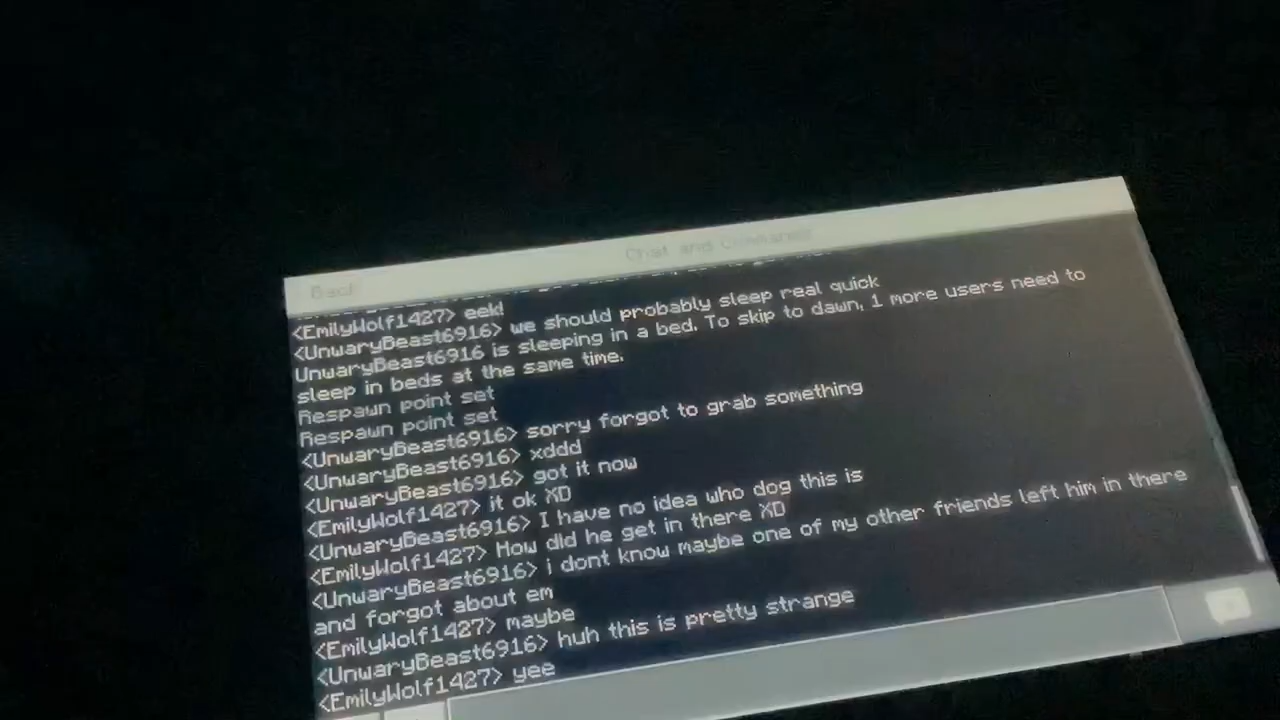 Back
Chat and Commands
<EmilyWolf1427> eek!
<UnwaryBeast6916> we should probably sleep real quick
UnwaryBeast6916 is sleeping in a bed. To skip to dawn, 1 more users need to
sleep in beds at the same time.
Respawn point set
Respawn point set
<UnwaryBeast6916> sorry forgot to grab something
<UnwaryBeast6916> xddd
<UnwaryBeast6916> got it now
<EmilyWolf1427> it ok XD
<UnwaryBeast6916> I have no idea who dog this is
<EmilyWolf1427> How did he get in there XD
<UnwaryBeast6916> i dont know maybe one of my other friends left him in there
and forgot about em
<EmilyWolf1427> maybe
<UnwaryBeast6916> huh this is pretty strange
<EmilyWolf1427> yee